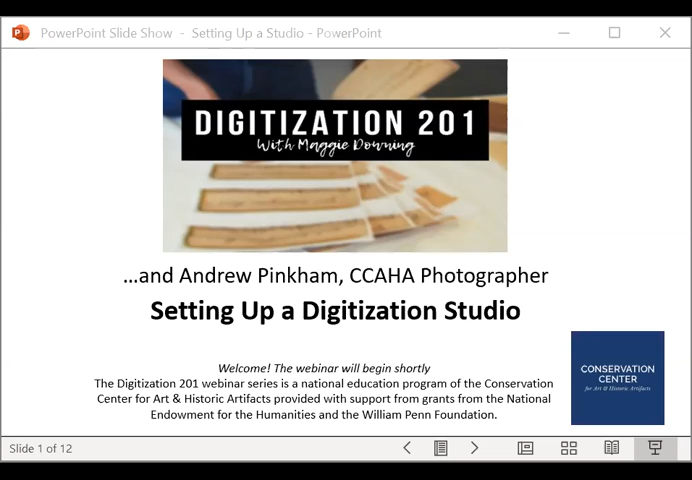 PowerPoint Slide Show - Setting Up a Studio - PowerPoint
DIGITIZATION 201
With Maggie Downing
...and Andrew Pinkham, CCAHA Photographer
Setting Up a Digitization Studio
Welcome! The webinar will begin shortly
The Digitization 201 webinar series is a national education program of the Conservation
Center for Art & Historic Artifacts provided with support from grants from the National
Endowment for the Humanities and the William Penn Foundation.
CONSERVATION
CENTER
for Art & Historic Artifacts
Slide 1 of 12